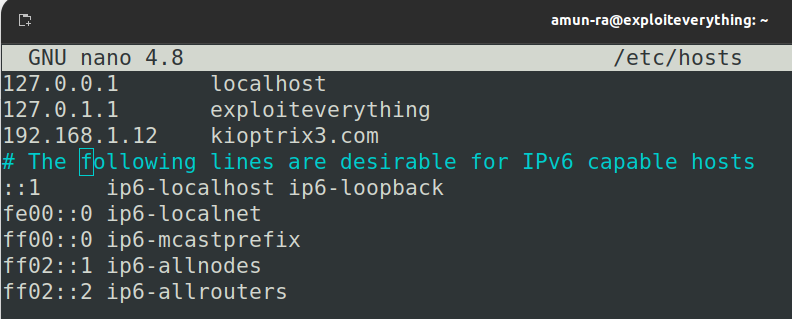 amun-ra@exploiteverything: ~
GNU nano 4.8 /etc/hosts
127.0.0.1 localhost
127.0.1.1 exploiteverything
192.168.1.12 kioptrix3.com
# The following lines are desirable for IPv6 capable hosts
::1 ip6-localhost ip6-loopback
fe00::0 ip6-localnet
ff00::0 ip6-mcastprefix
ff02::1 ip6-allnodes
ff02::2 ip6-allrouters